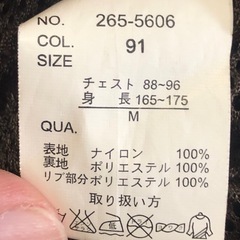 NO. 265-5606
COL. 91
SIZE
チェスト 88~96
身 長 165~175
M
QUA.
表地 ナイロン 100%
裏地 ポリエステル 100%
リブ部分 ポリエステル 100%
取り扱い方